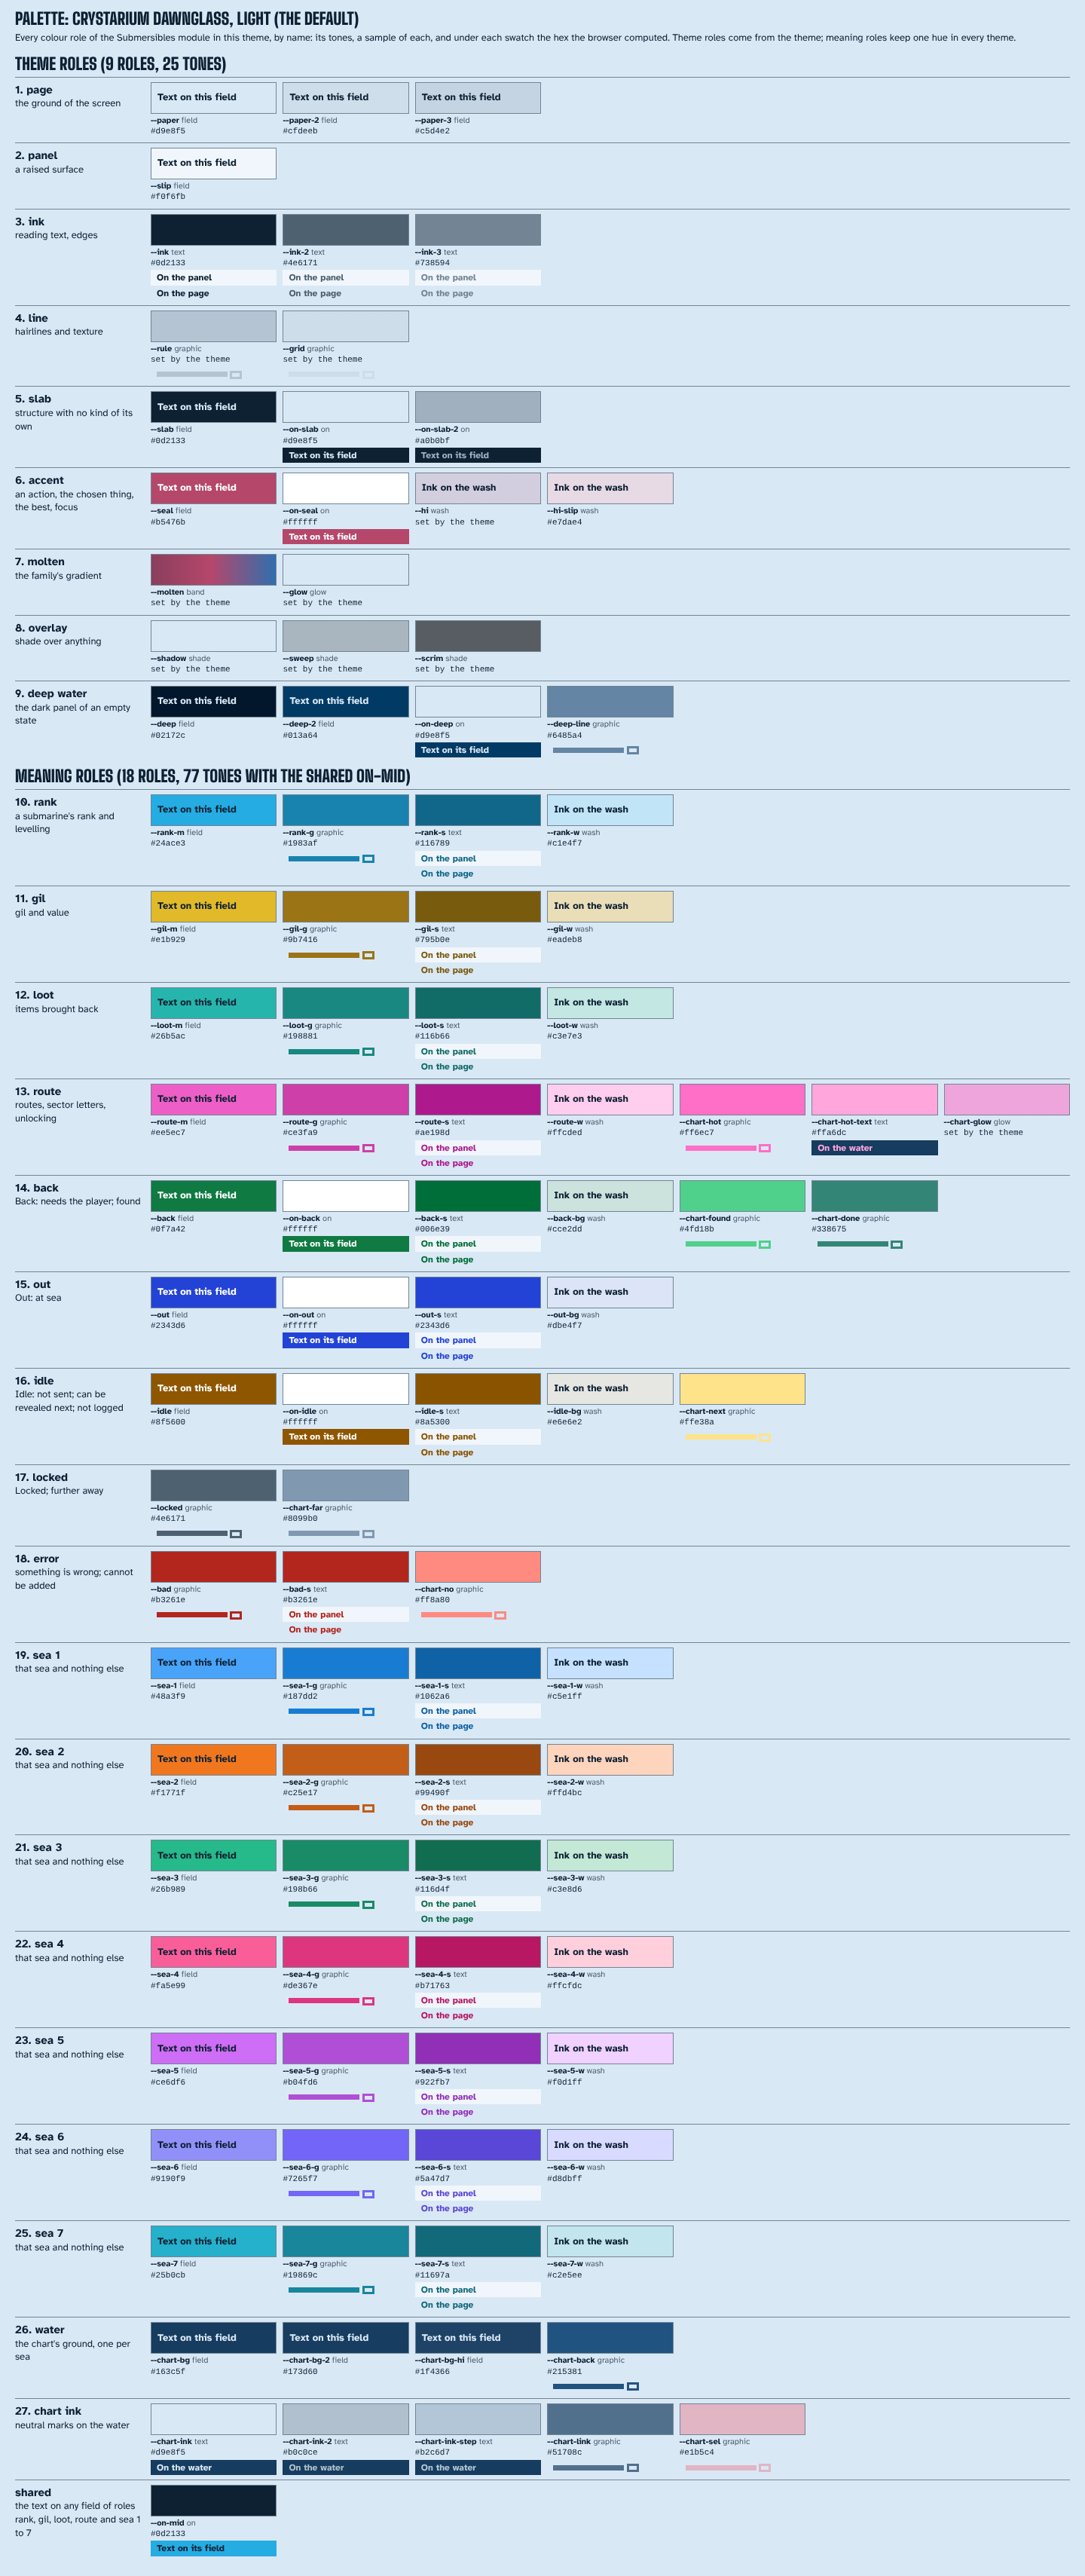 PALETTE: CRYSTARIUM DAWNGLASS, LIGHT (THE DEFAULT)
Every colour role of the Submersibles module in this theme, by name: its tones, a sample of each, and under each swatch the hex the browser computed. Theme roles come from the theme; meaning roles keep one hue in every theme.
THEME ROLES (9 ROLES, 25 TONES)
1. page
the ground of the screen
Text on this field Text on this field Text on this field
--paper field --paper-2 field --paper-3 field
#d9e8f5 #cfdeeb #c5d4e2
2. panel
a raised surface
Text on this field
--slip field
#f0f6fb
3. ink
reading text, edges
--ink text --ink-2 text --ink-3 text
#0d2133 #4e6171 #738594
On the panel On the panel On the panel
On the page On the page On the page
4. line
hairlines and texture
--rule graphic --grid graphic
set by the theme set by the theme
5. slab
structure with no kind of its
own
Text on this field
--slab field --on-slab on --on-slab-2 on
#0d2133 #d9e8f5 #a0b0bf
Text on its field Text on its field
6. accent
an action, the chosen thing,
the best, focus
Text on this field Ink on the wash Ink on the wash
--seal field --on-seal on --hi wash --hi-slip wash
#b5476b #ffffff set by the theme #e7dae4
Text on its field
7. molten
the family's gradient
--molten band --glow glow
set by the theme set by the theme
8. overlay
shade over anything
--shadow shade --sweep shade --scrim shade
set by the theme set by the theme set by the theme
9. deep water
the dark panel of an empty
state
Text on this field Text on this field
--deep field --deep-2 field --on-deep on --deep-line graphic
#02172c #013a64 #d9e8f5 #6485a4
Text on its field
MEANING ROLES (18 ROLES, 77 TONES WITH THE SHARED ON-MID)
10. rank
a submarine's rank and
levelling
Text on this field Ink on the wash
--rank-m field --rank-g graphic --rank-s text --rank-w wash
#24ace3 #1983af #116789 #c1e4f7
On the panel
On the page
11. gil
gil and value
Text on this field Ink on the wash
--gil-m field --gil-g graphic --gil-s text --gil-w wash
#e1b929 #9b7416 #795b0e #eadeb8
On the panel
On the page
12. loot
items brought back
Text on this field Ink on the wash
--loot-m field --loot-g graphic --loot-s text --loot-w wash
#26b5ac #198881 #116b66 #c3e7e3
On the panel
On the page
13. route
routes, sector letters,
unlocking
Text on this field Ink on the wash
--route-m field --route-g graphic --route-s text --route-w wash --chart-hot graphic --chart-hot-text text --chart-glow glow
#ee5ec7 #ce3fa9 #ae198d #ffcded #ff6ec7 #ffa6dc set by the theme
On the panel On the water
On the page
14. back
Back: needs the player; found
Text on this field Ink on the wash
--back field --on-back on --back-s text --back-bg wash --chart-found graphic --chart-done graphic
#0f7a42 #ffffff #006e39 #cce2dd #4fd18b #338675
Text on its field On the panel
On the page
15. out
Out: at sea
Text on this field Ink on the wash
--out field --on-out on --out-s text --out-bg wash
#2343d6 #ffffff #2343d6 #dbe4f7
Text on its field On the panel
On the page
16. idle
Idle: not sent; can be
revealed next; not logged
Text on this field Ink on the wash
--idle field --on-idle on --idle-s text --idle-bg wash --chart-next graphic
#8f5600 #ffffff #8a5300 #e6e6e2 #ffe38a
Text on its field On the panel
On the page
17. locked
Locked; further away
--locked graphic --chart-far graphic
#4e6171 #8099b0
18. error
something is wrong; cannot
be added
--bad graphic --bad-s text --chart-no graphic
#b3261e #b3261e #ff8a80
On the panel
On the page
19. sea 1
that sea and nothing else
Text on this field Ink on the wash
--sea-1 field --sea-1-g graphic --sea-1-s text --sea-1-w wash
#48a3f9 #187dd2 #1062a6 #c5e1ff
On the panel
On the page
20. sea 2
that sea and nothing else
Text on this field Ink on the wash
--sea-2 field --sea-2-g graphic --sea-2-s text --sea-2-w wash
#f1771f #c25e17 #99490f #ffd4bc
On the panel
On the page
21. sea 3
that sea and nothing else
Text on this field Ink on the wash
--sea-3 field --sea-3-g graphic --sea-3-s text --sea-3-w wash
#26b989 #198b66 #116d4f #c3e8d6
On the panel
On the page
22. sea 4
that sea and nothing else
Text on this field Ink on the wash
--sea-4 field --sea-4-g graphic --sea-4-s text --sea-4-w wash
#fa5e99 #de367e #b71763 #ffcfdc
On the panel
On the page
23. sea 5
that sea and nothing else
Text on this field Ink on the wash
--sea-5 field --sea-5-g graphic --sea-5-s text --sea-5-w wash
#ce6df6 #b04fd6 #922fb7 #f0d1ff
On the panel
On the page
24. sea 6
that sea and nothing else
Text on this field Ink on the wash
--sea-6 field --sea-6-g graphic --sea-6-s text --sea-6-w wash
#9190f9 #7265f7 #5a47d7 #d8dbff
On the panel
On the page
25. sea 7
that sea and nothing else
Text on this field Ink on the wash
--sea-7 field --sea-7-g graphic --sea-7-s text --sea-7-w wash
#25b0cb #19869c #11697a #c2e5ee
On the panel
On the page
26. water
the chart's ground, one per
sea
Text on this field Text on this field Text on this field
--chart-bg field --chart-bg-2 field --chart-bg-hi field --chart-back graphic
#163c5f #173d60 #1f4366 #215381
27. chart ink
neutral marks on the water
--chart-ink text --chart-ink-2 text --chart-ink-step text --chart-link graphic --chart-sel graphic
#d9e8f5 #b0c0ce #b2c6d7 #51708c #e1b5c4
On the water On the water On the water
shared
the text on any field of roles
rank, gil, loot, route and sea 1
to 7
--on-mid on
#0d2133
Text on its field